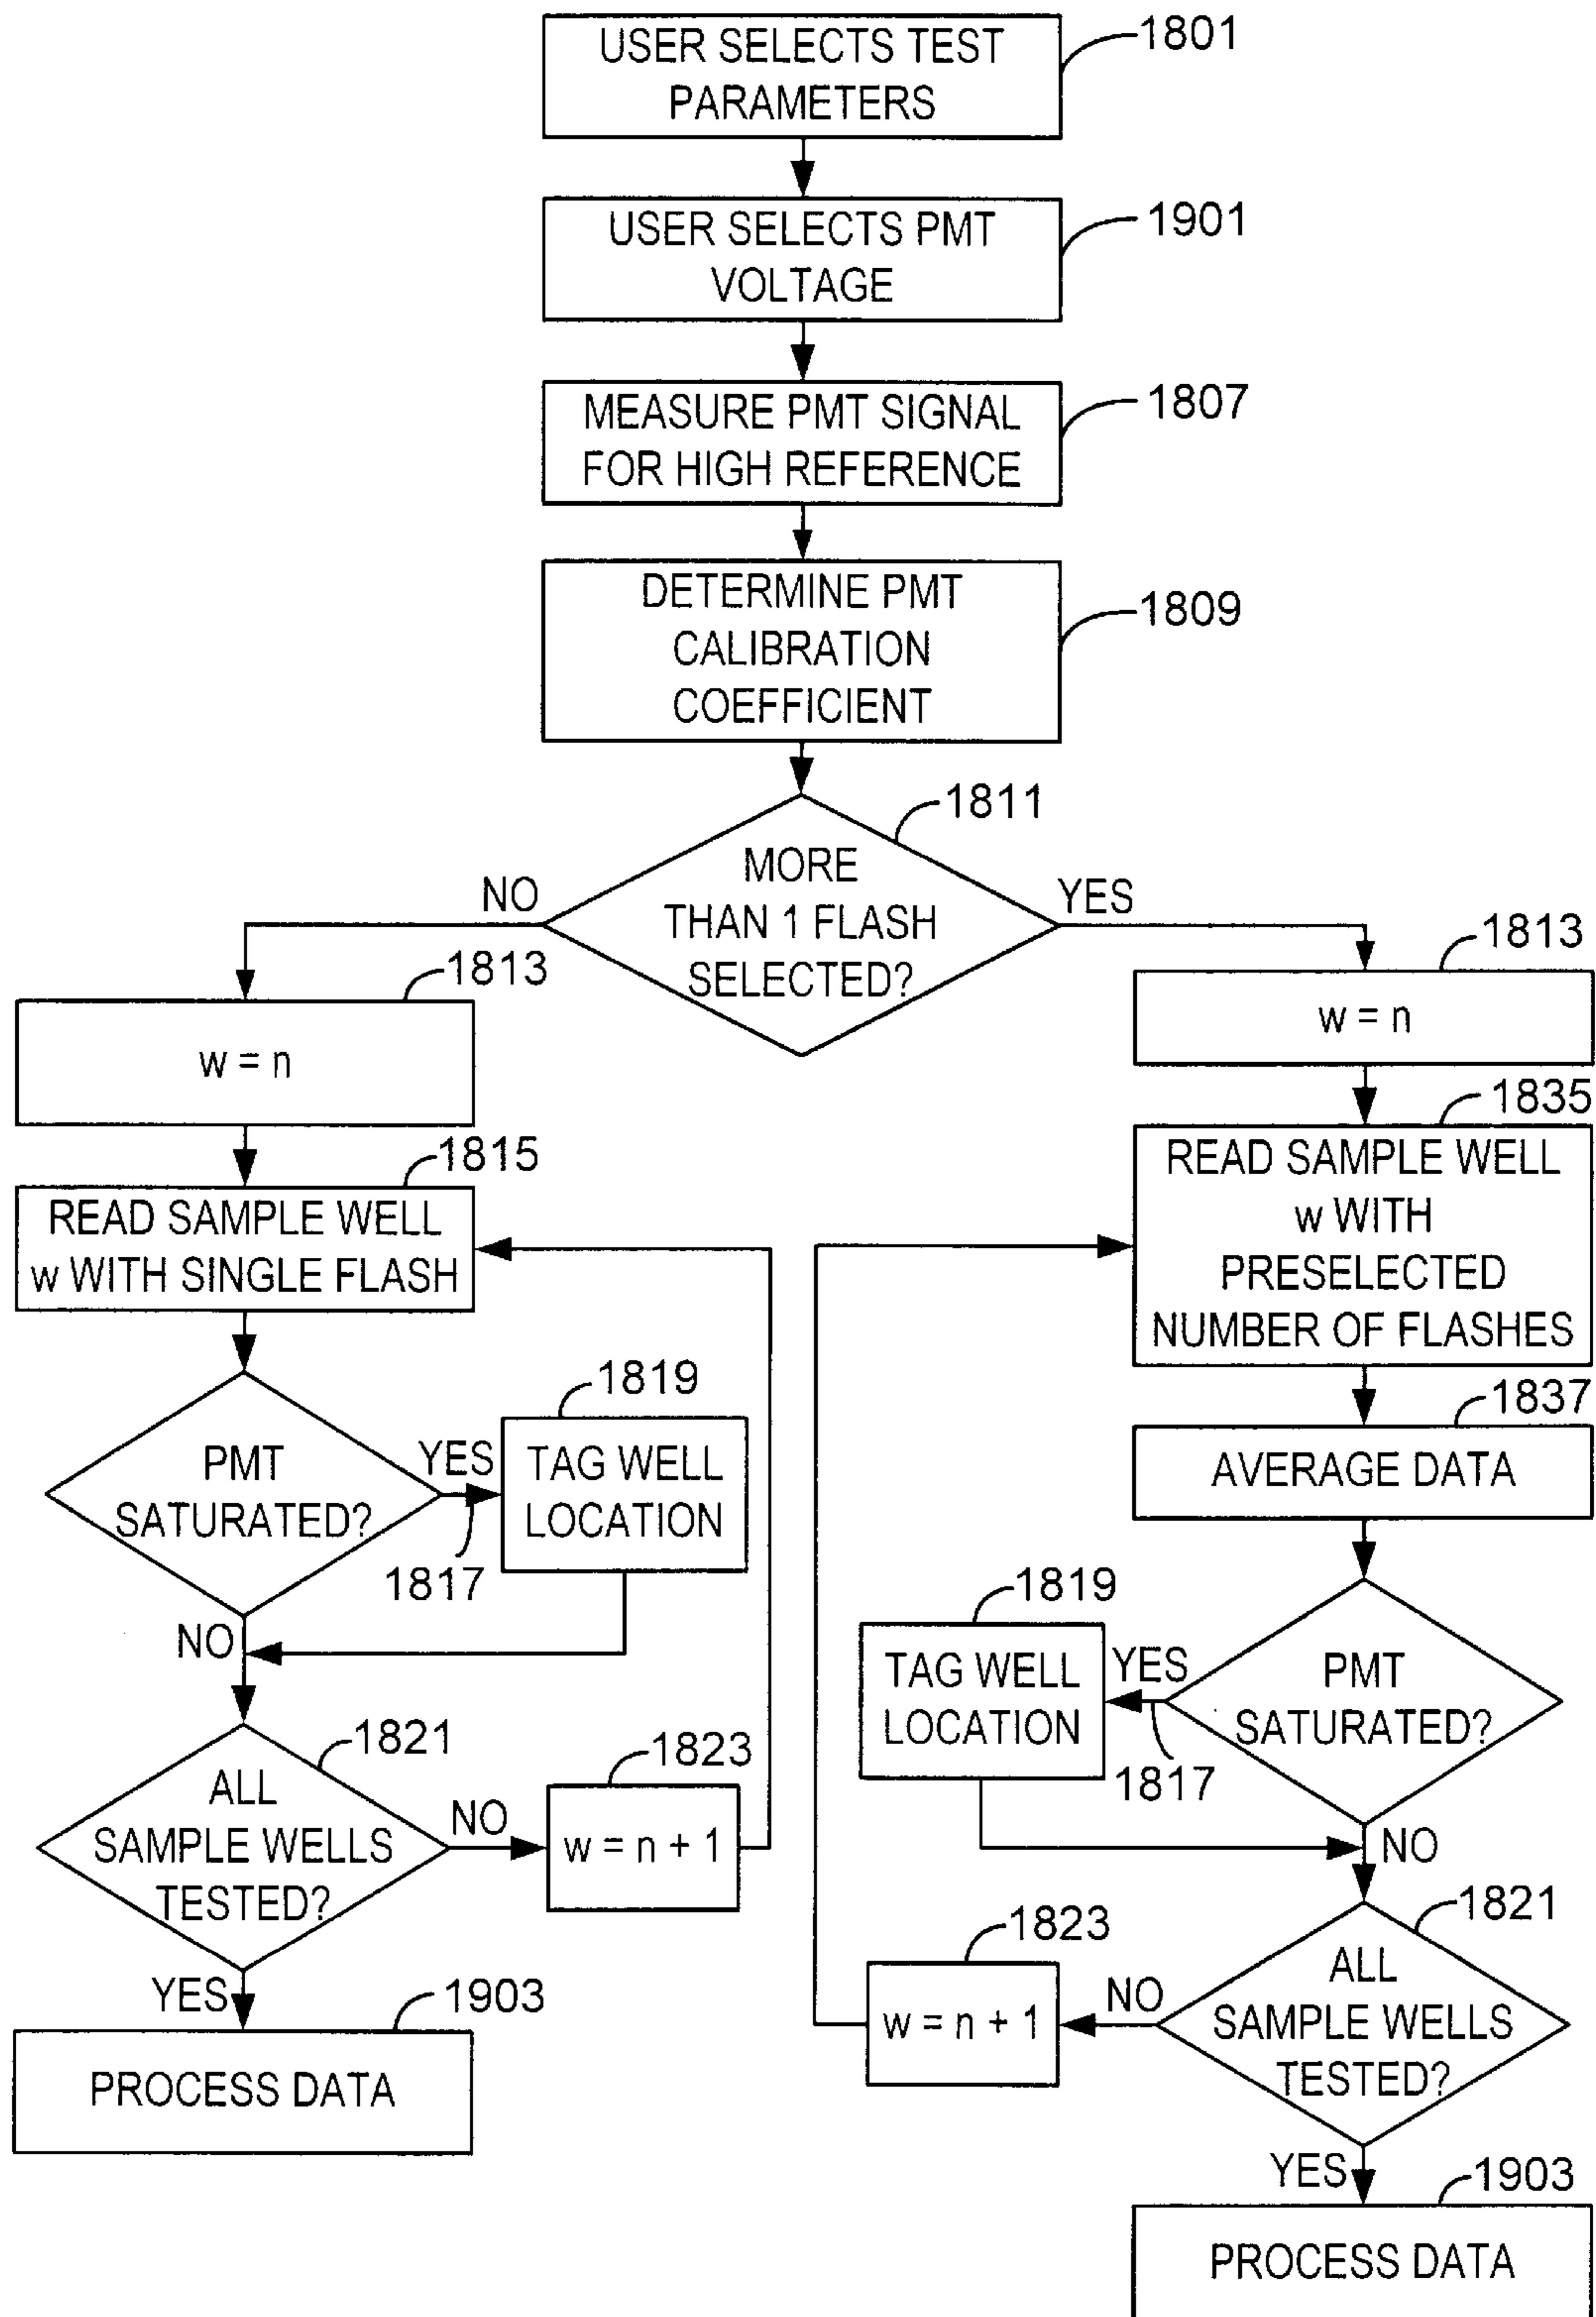 USER SELECTS TEST
PARAMETERS
1801
USER SELECTS PMT
VOLTAGE
1901
MEASURE PMT SIGNAL
FOR HIGH REFERENCE
1807
DETERMINE PMT
CALIBRATION
COEFFICIENT
1809
1811
MORE
THAN 1 FLASH
SELECTED?
NO
YES
1813
w = n
1815
READ SAMPLE WELL
w WITH SINGLE FLASH
PMT
SATURATED?
YES
1817
1819
TAG WELL
LOCATION
NO
1821
ALL
SAMPLE WELLS
TESTED?
NO
1823
w = n + 1
YES
1903
PROCESS DATA
1813
w = n
1835
READ SAMPLE WELL
w WITH
PRESELECTED
NUMBER OF FLASHES
1837
AVERAGE DATA
PMT
SATURATED?
YES
1817
1819
TAG WELL
LOCATION
NO
1821
ALL
SAMPLE WELLS
TESTED?
NO
1823
w = n + 1
YES
1903
PROCESS DATA